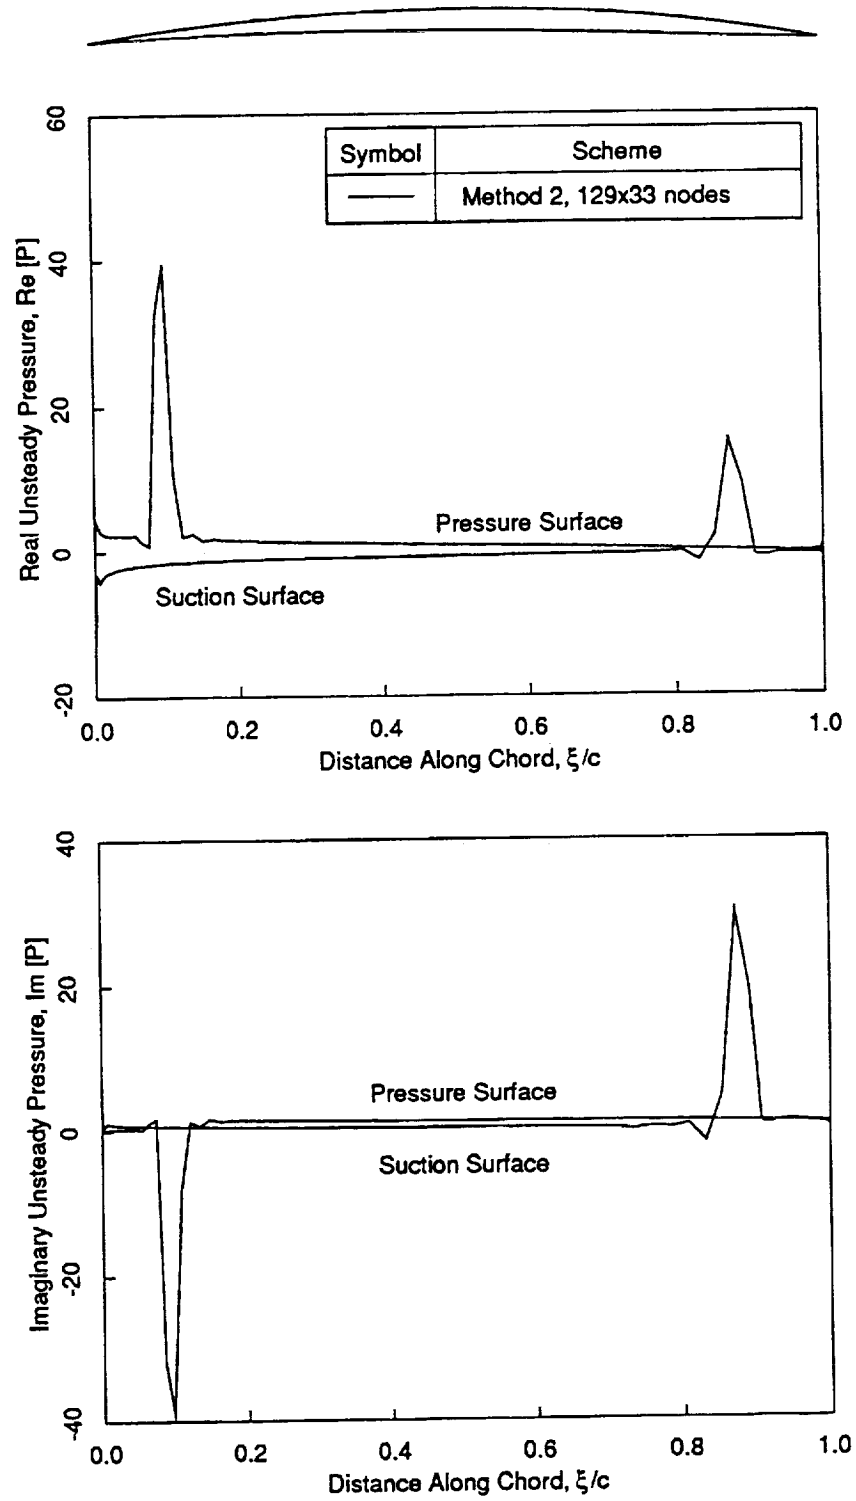 60
Symbol Scheme
Method 2, 129x33 nodes
40
Real Unsteady Pressure, Re [P]
20
Pressure Surface
0
Suction Surface
-20
0.0 0.2 0.4 0.6 0.8 1.0
Distance Along Chord, ξ/c
40
Imaginary Unsteady Pressure, Im [P]
20
Pressure Surface
0
Suction Surface
-20
-40
0.0 0.2 0.4 0.6 0.8 1.0
Distance Along Chord, ξ/c